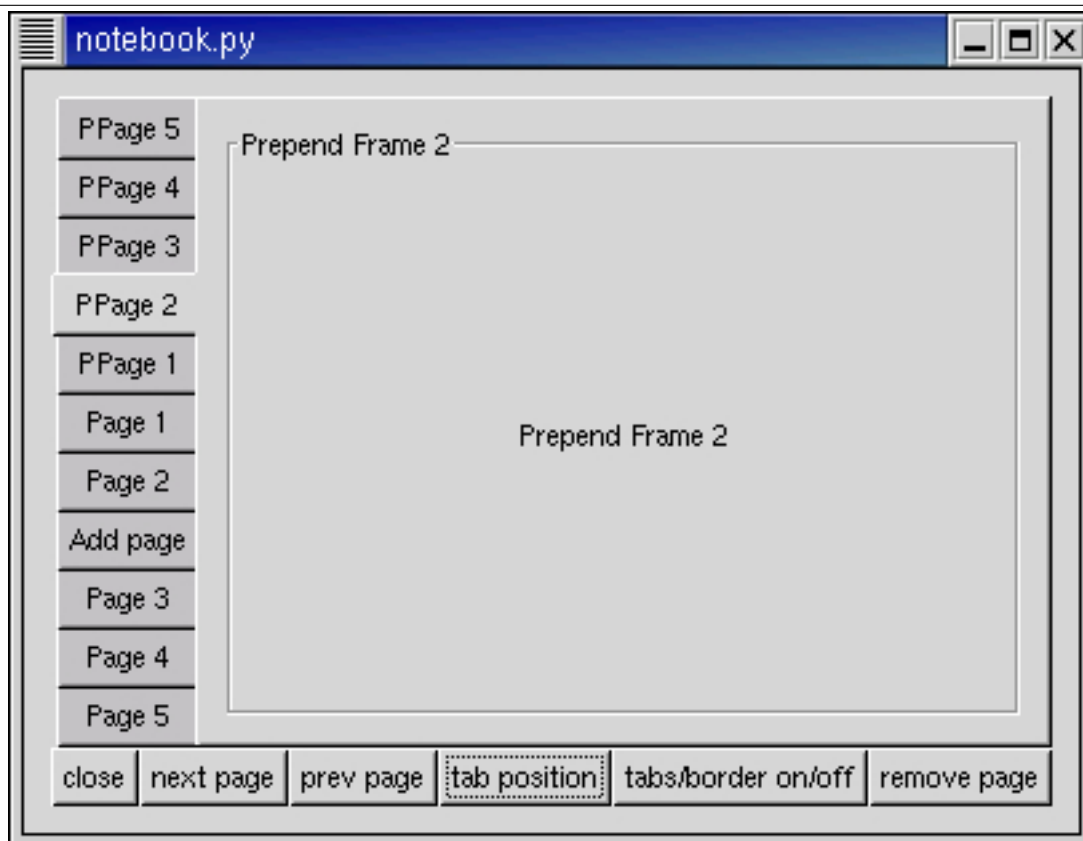 notebook.py
PPage 5
PPage 4
PPage 3
PPage 2
PPage 1
Page 1
Page 2
Add page
Page 3
Page 4
Page 5
Prepend Frame 2
Prepend Frame 2
close next page prev page tab position tabs/border on/off remove page